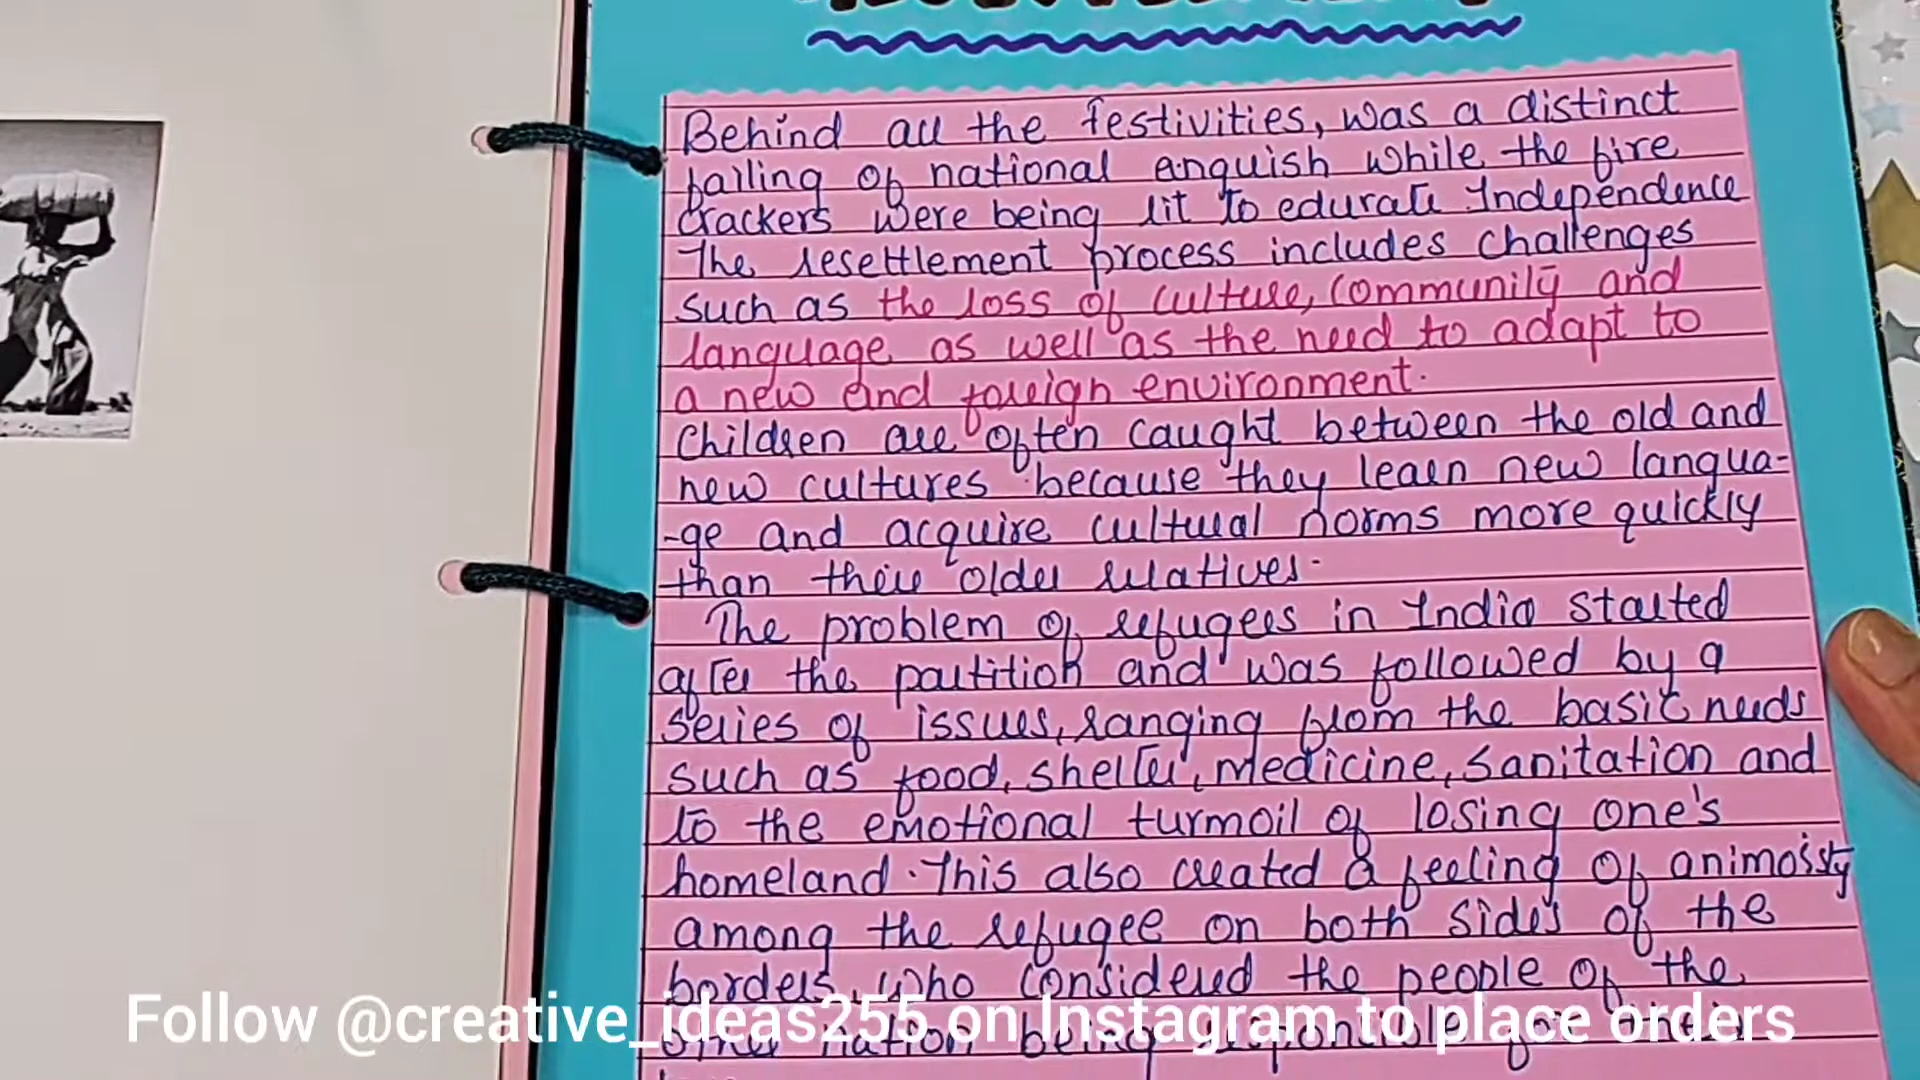 Behind all the festivities, was a distinct
failing of national anguish while the fire
crackers were being lit to edurate Independence
The resettlement process includes challenges
such as the loss of culture, community and
language as well as the need to adapt to
a new and foreign environment.
Children are often caught between the old and
new cultures because they learn new langua-
-ge and acquire cultural norms more quickly
than their older relatives.
The problem of refugees in India started
after the partition and was followed by a
series of issues, ranging from the basic needs
such as food, shelter, medicine, sanitation and
to the emotional turmoil of losing one's
homeland. This also created a feeling of animosity
among the refugee on both sides of the
borders, who considered the people of the
other nation being responsible for
Follow @creative_ideas255 on Instagram to place orders